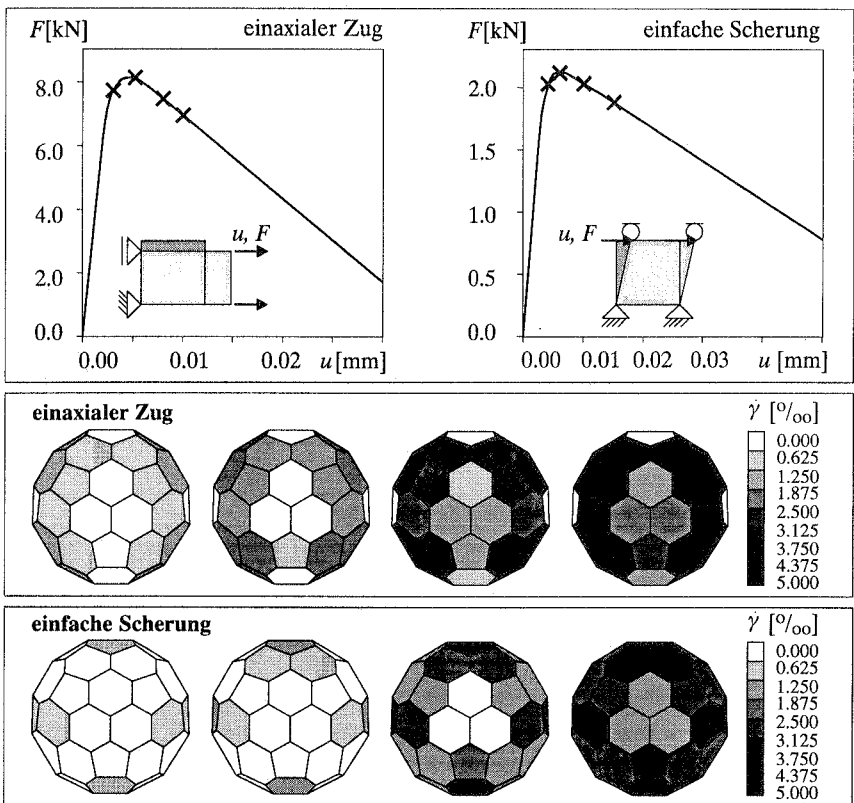 F[kN] einaxialer Zug
8.0
6.0
4.0
2.0
0.0
u, F
0.00 0.01 0.02 u [mm]
F[kN] einfache Scherung
2.0
1.5
1.0
0.5
0.0
u, F
0.00 0.01 0.02 0.03 u [mm]
einaxialer Zug
γ̇ [o/oo]
0.000
0.625
1.250
1.875
2.500
3.125
3.750
4.375
5.000
einfache Scherung
γ̇ [o/oo]
0.000
0.625
1.250
1.875
2.500
3.125
3.750
4.375
5.000